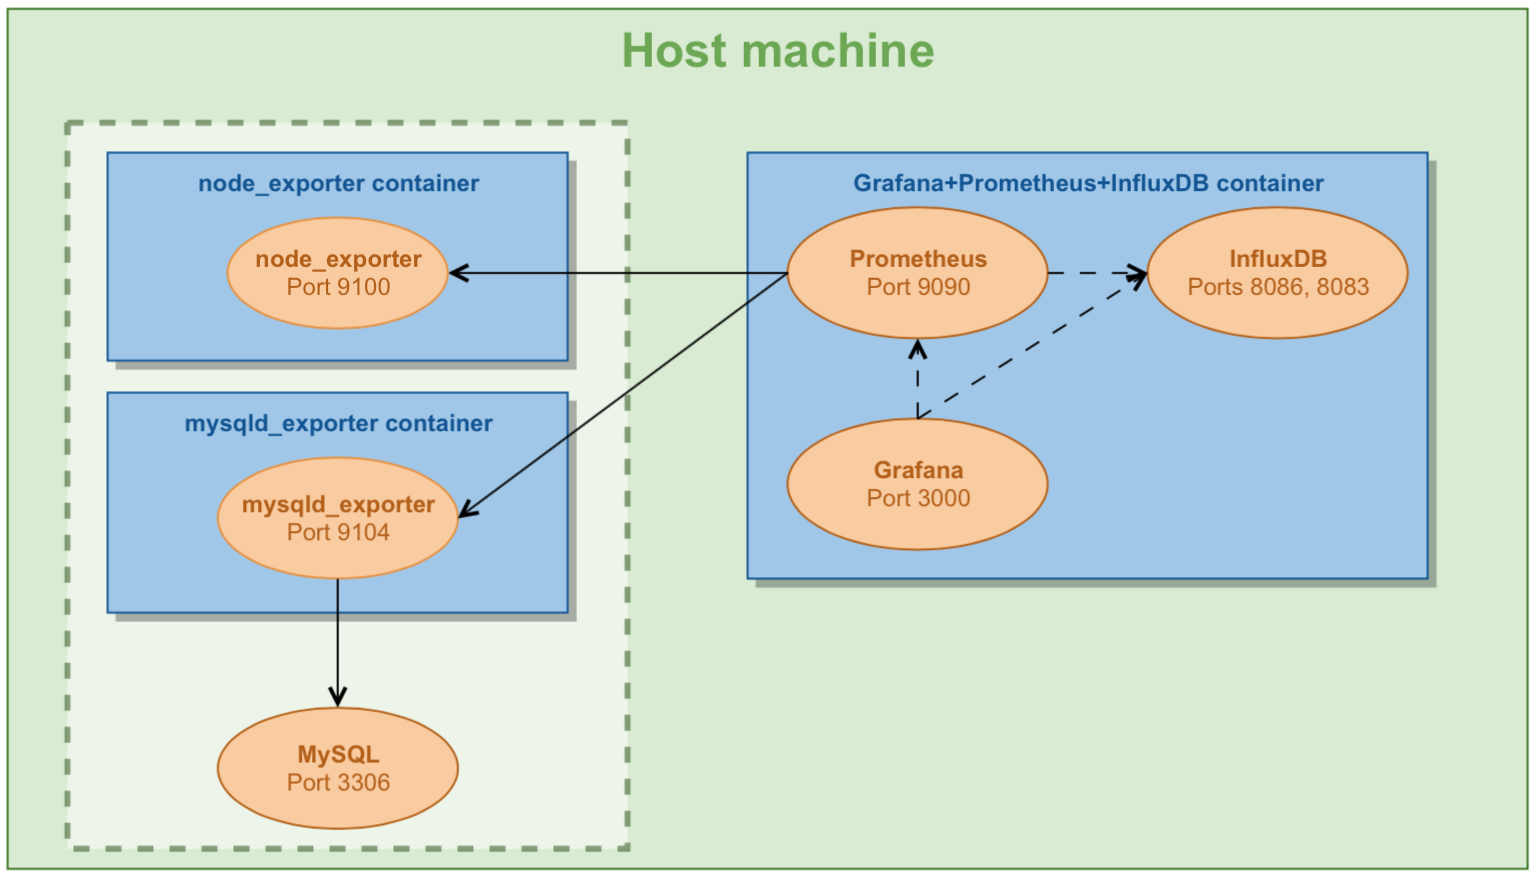 Host machine
node_exporter container
node_exporter
Port 9100
mysqld_exporter container
mysqld_exporter
Port 9104
MySQL
Port 3306
Grafana+Prometheus+InfluxDB container
Prometheus
Port 9090
InfluxDB
Ports 8086, 8083
Grafana
Port 3000